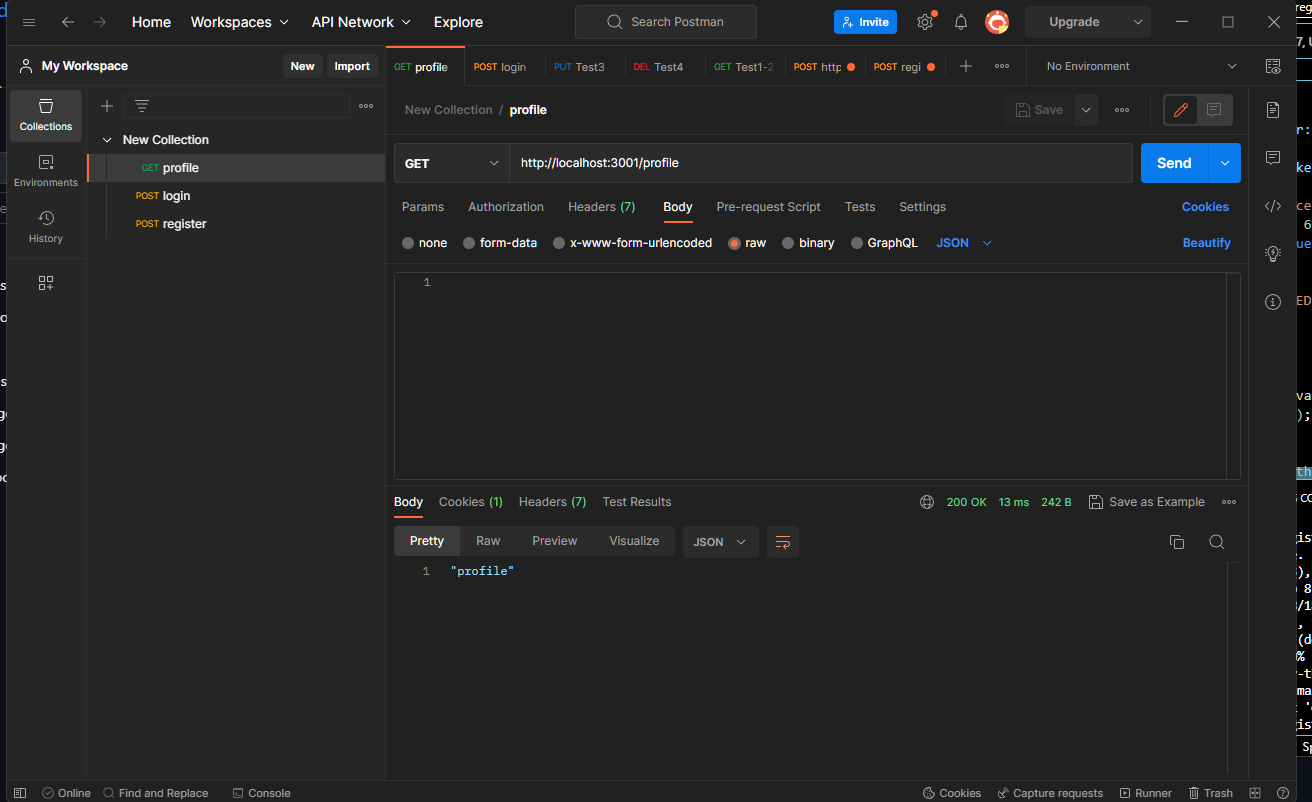 Home Workspaces API Network Explore Search Postman Invite Upgrade
My Workspace New Import GET profile POST login PUT Test3 DEL Test4 GET Test1-2 POST http POST regi No Environment
New Collection / profile Save
Collections
New Collection
GET http://localhost:3001/profile Send
GET profile
Environments
POST login
Params Authorization Headers (7) Body Pre-request Script Tests Settings Cookies
POST register
History
none form-data x-www-form-urlencoded raw binary GraphQL JSON Beautify
1
Body Cookies (1) Headers (7) Test Results 200 OK 13 ms 242 B Save as Example
Pretty Raw Preview Visualize JSON
1 "profile"
Online Find and Replace Console Cookies Capture requests Runner Trash